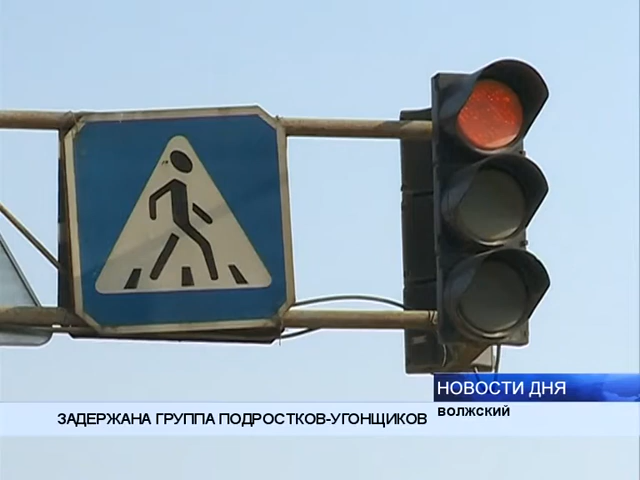 НОВОСТИ ДНЯ
ВОЛЖСКИЙ
ЗАДЕРЖАНА ГРУППА ПОДРОСТКОВ-УГОНЩИКОВ